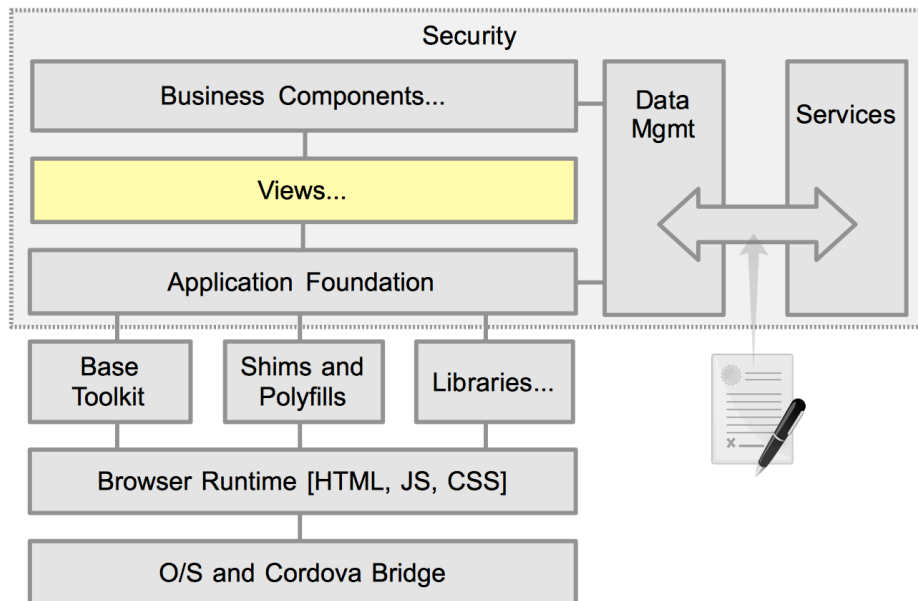 Security
Business Components...
Data
Mgmt
Services
Views...
Application Foundation
Base
Toolkit
Shims and
Polyfills
Libraries...
Browser Runtime [HTML, JS, CSS]
O/S and Cordova Bridge